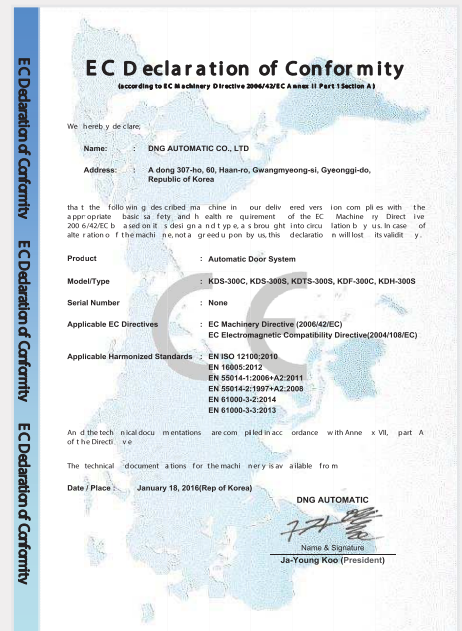 EC Declaration of Conformity
(according to EC Machinery Directive 2006/42/EC Annex II Part 1 Section A)
We hereby declare,
Name: : DNG AUTOMATIC CO., LTD
Address: : A dong 307-ho, 60, Haan-ro, Gwangmyeong-si, Gyeonggi-do,
Republic of Korea
that the following described machine in our delivered version complies with the
appropriate basic safety and health requirement of the EC Machinery Directive
2006/42/EC based on its design and type, as brought into circulation by us. In case of
alteration of the machine, not agreed upon by us, this declaration will lost its validity.
Product : Automatic Door System
Model/Type : KDS-300C, KDS-300S, KDTS-300S, KDF-300C, KDH-300S
Serial Number : None
Applicable EC Directives : EC Machinery Directive (2006/42/EC)
EC Electromagnetic Compatibility Directive(2004/108/EC)
Applicable Harmonized Standards : EN ISO 12100:2010
EN 16005:2012
EN 55014-1:2006+A2:2011
EN 55014-2:1997+A2:2008
EN 61000-3-2:2014
EN 61000-3-3:2013
And the technical documentations are compiled in accordance with Annex VII, part A
of the Directive
The technical documentations for the machinery is available from
Date / Place : January 18, 2016(Rep of Korea)
DNG AUTOMATIC
Name & Signature
Ja-Young Koo (President)
EC Declaration of Conformity
EC Declaration of Conformity
EC Declaration of Conformity
CE